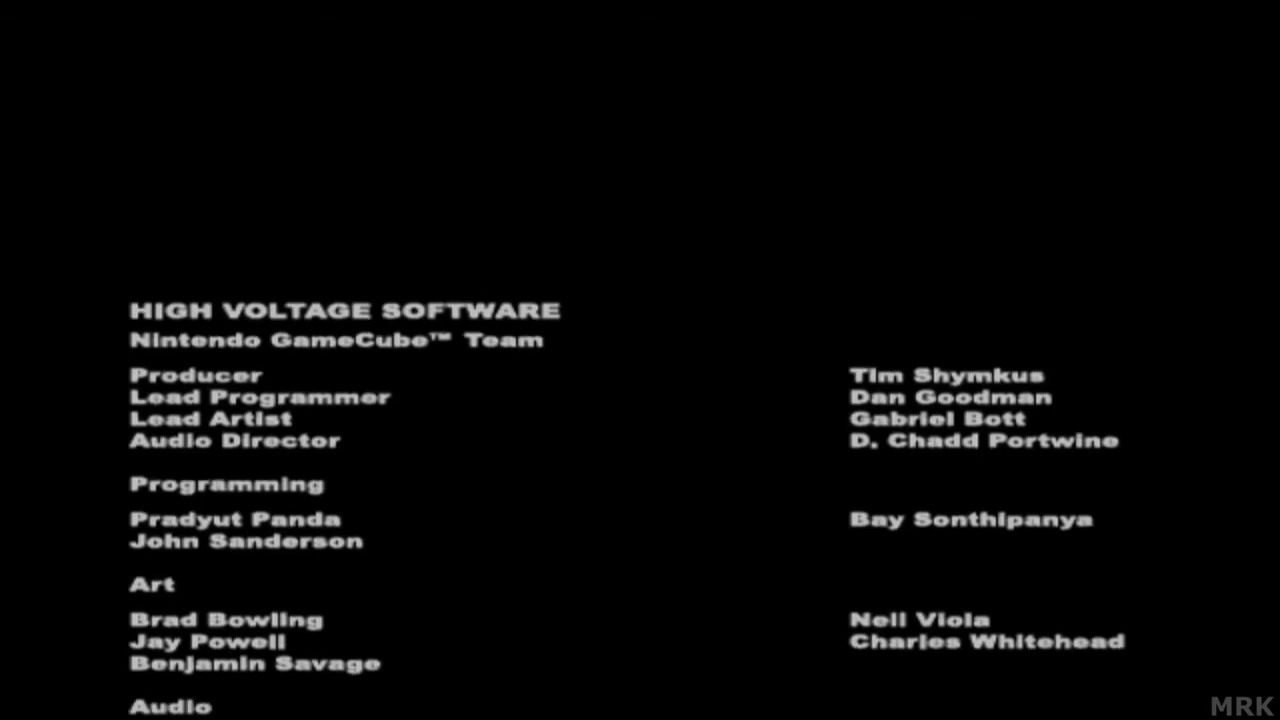 HIGH VOLTAGE SOFTWARE
Nintendo GameCube™ Team
Producer Tim Shymkus
Lead Programmer Dan Goodman
Lead Artist Gabriel Bott
Audio Director D. Chadd Portwine
Programming
Pradyut Panda Bay Sonthipanya
John Sanderson
Art
Brad Bowling Neil Viola
Jay Powell Charles Whitehead
Benjamin Savage
Audio
MRK